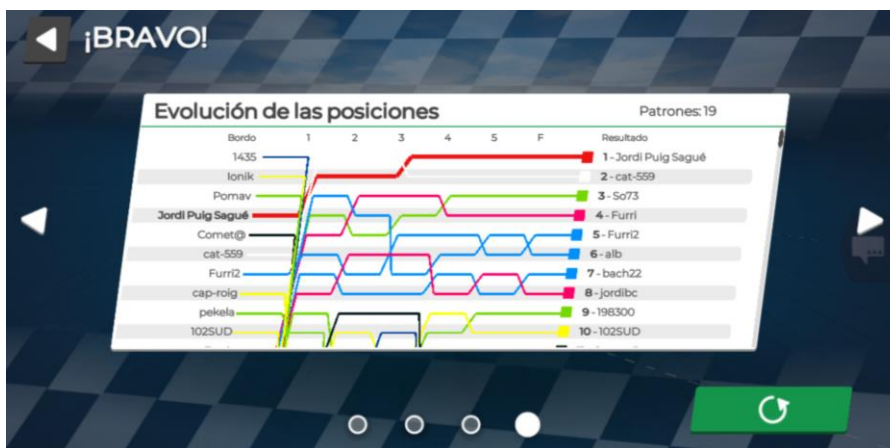 ¡BRAVO!
Evolución de las posiciones
Patrones: 19
Bordo 1 2 3 4 5 F Resultado
1435 1 - Jordi Puig Sagué
Ionik 2 - cat-559
Pomav 3 - So73
Jordi Puig Sagué 4 - Furri
Comet@ 5 - Furri2
cat-559 6 - alb
Furri2 7 - bach22
cap-roig 8 - jordibc
pekela 9 - 198300
102SUD 10 - 102SUD